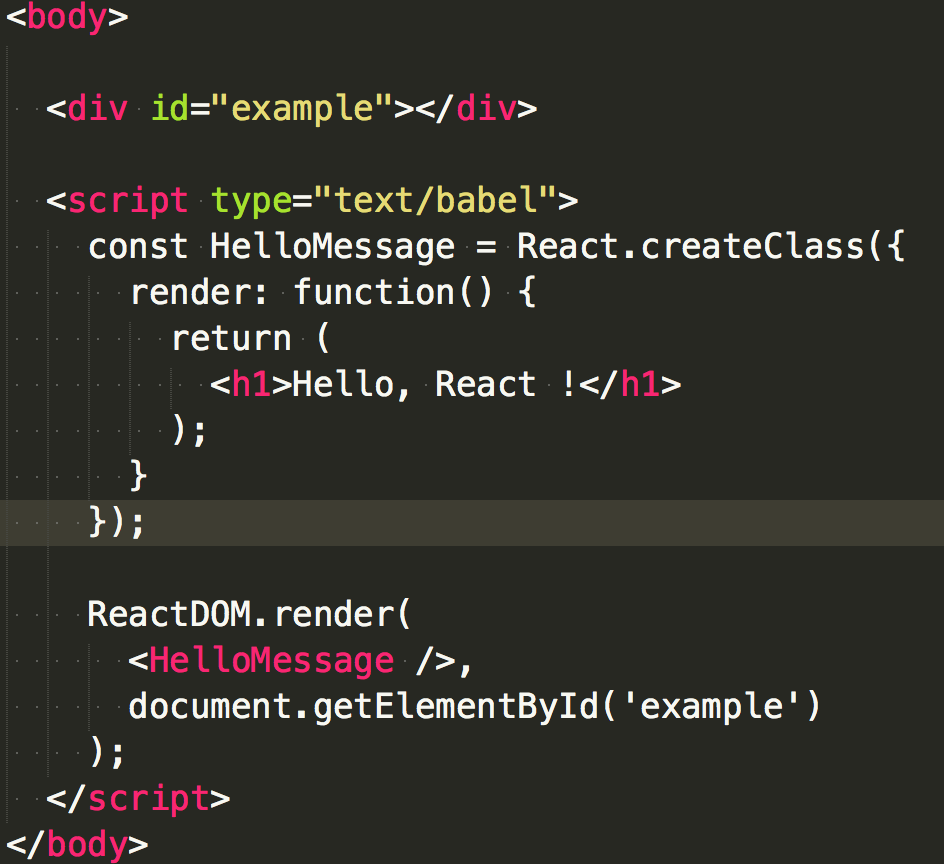 <body>
<div id="example"></div>
<script type="text/babel">
const HelloMessage = React.createClass({
render: function() {
return (
<h1>Hello, React !</h1>
);
}
});
ReactDOM.render(
<HelloMessage />,
document.getElementById('example')
);
</script>
</body>